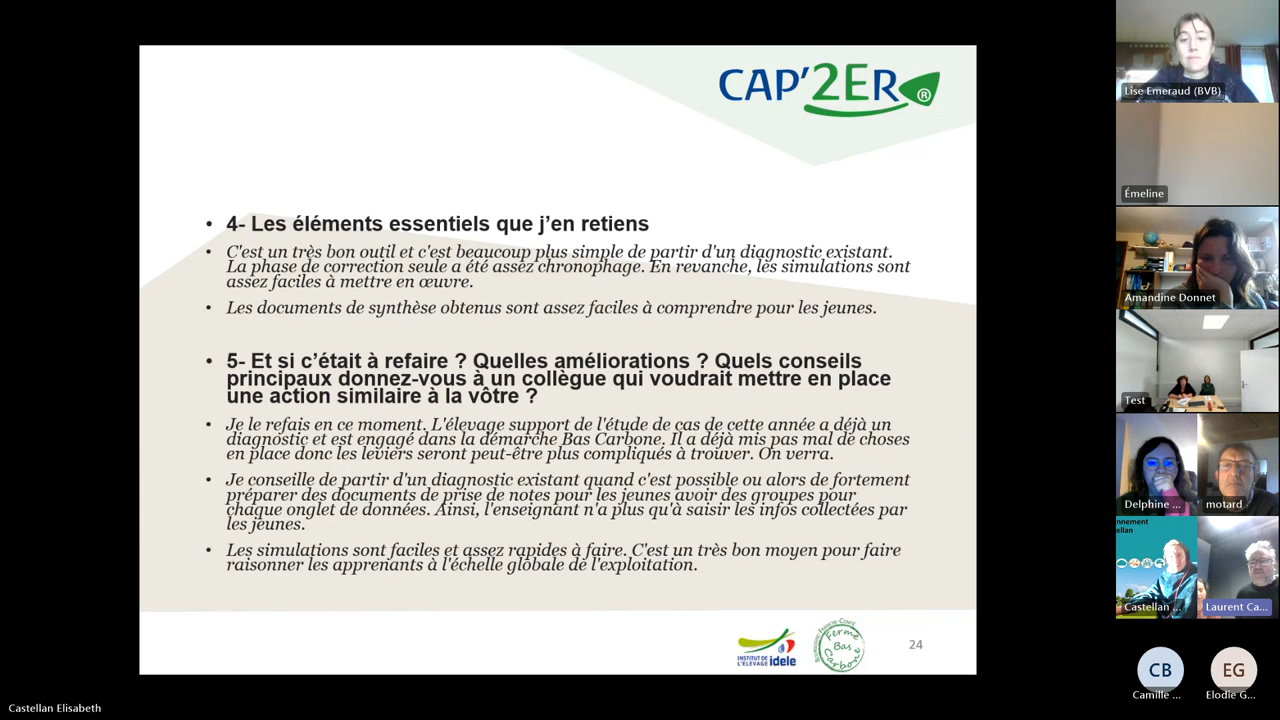 CAP'2ER®
4- Les éléments essentiels que j'en retiens
C'est un très bon outil et c'est beaucoup plus simple de partir d'un diagnostic existant.
La phase de correction seule a été assez chronophage. En revanche, les simulations sont
assez faciles à mettre en œuvre.
Les documents de synthèse obtenus sont assez faciles à comprendre pour les jeunes.
5- Et si c'était à refaire ? Quelles améliorations ? Quels conseils
principaux donnez-vous à un collègue qui voudrait mettre en place
une action similaire à la vôtre ?
Je le refais en ce moment. L'élevage support de l'étude de cas de cette année a déjà un
diagnostic et est engagé dans la démarche Bas Carbone. Il a déjà mis pas mal de choses
en place donc les leviers seront peut-être plus compliqués à trouver. On verra.
Je conseille de partir d'un diagnostic existant quand c'est possible ou alors de fortement
préparer des documents de prise de notes pour les jeunes avoir des groupes pour
chaque onglet de données. Ainsi, l'enseignant n'a plus qu'à saisir les infos collectées par
les jeunes.
Les simulations sont faciles et assez rapides à faire. C'est un très bon moyen pour faire
raisonner les apprenants à l'échelle globale de l'exploitation.
INSTITUT DE
L'ÉLEVAGE idele
Ferme
Bas
Carbone
24
Castellan Elisabeth
Lise Emeraud (BVB)
Émeline
Amandine Donnet
Test
Delphine ...
motard
nnement
ellan
Castellan ...
Laurent Ca...
CB
EG
Camille ...
Elodie G...